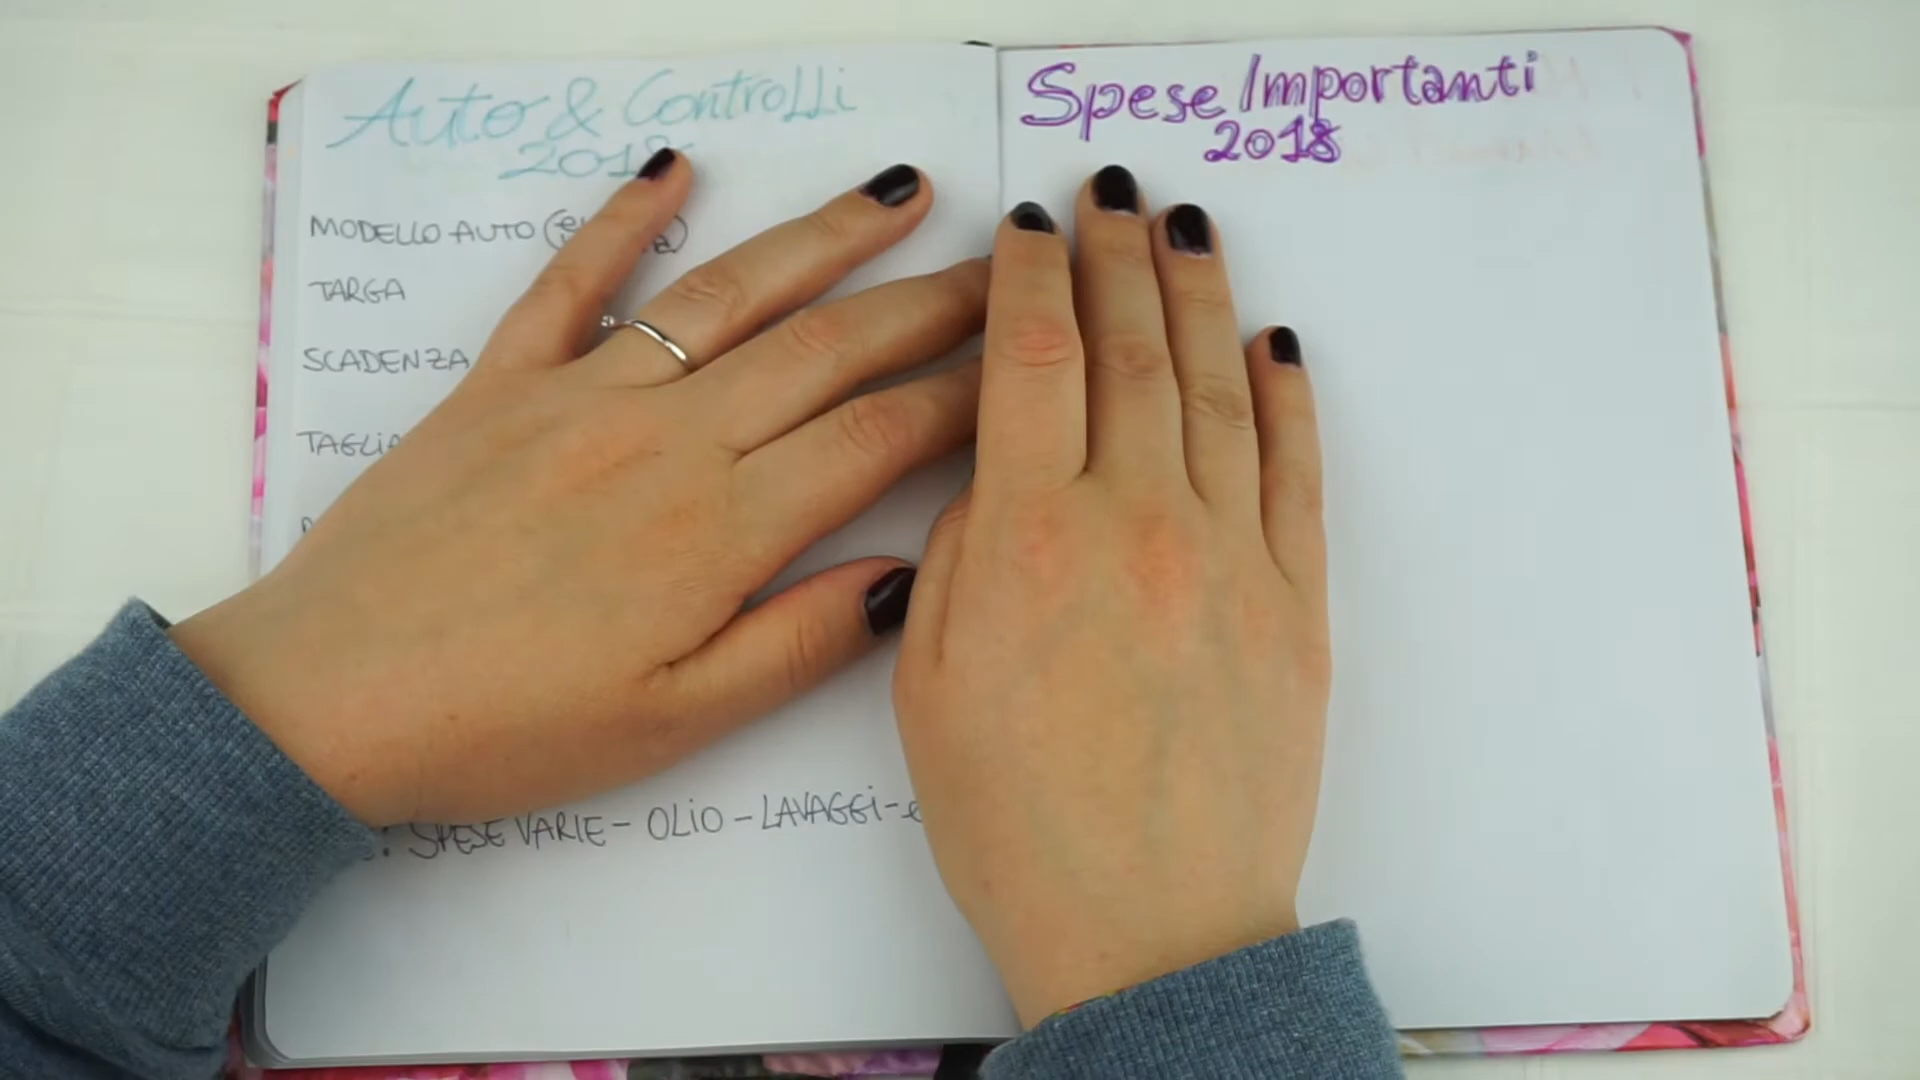 Auto & Controlli
2018
MODELLO AUTO
TARGA
SCADENZA
: SPESE VARIE - OLIO - LAVAGGI -
Spese Importanti
2018